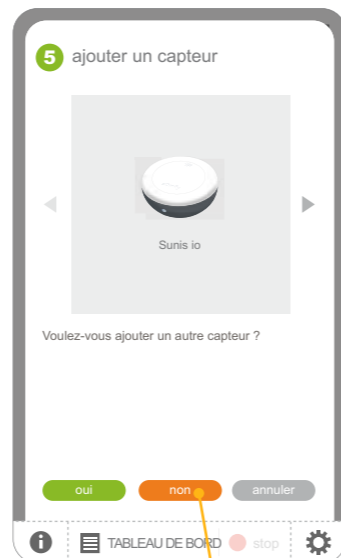 5 ajouter un capteur
Sunis io
Voulez-vous ajouter un autre capteur ?
oui non annuler
i TABLEAU DE BORD stop